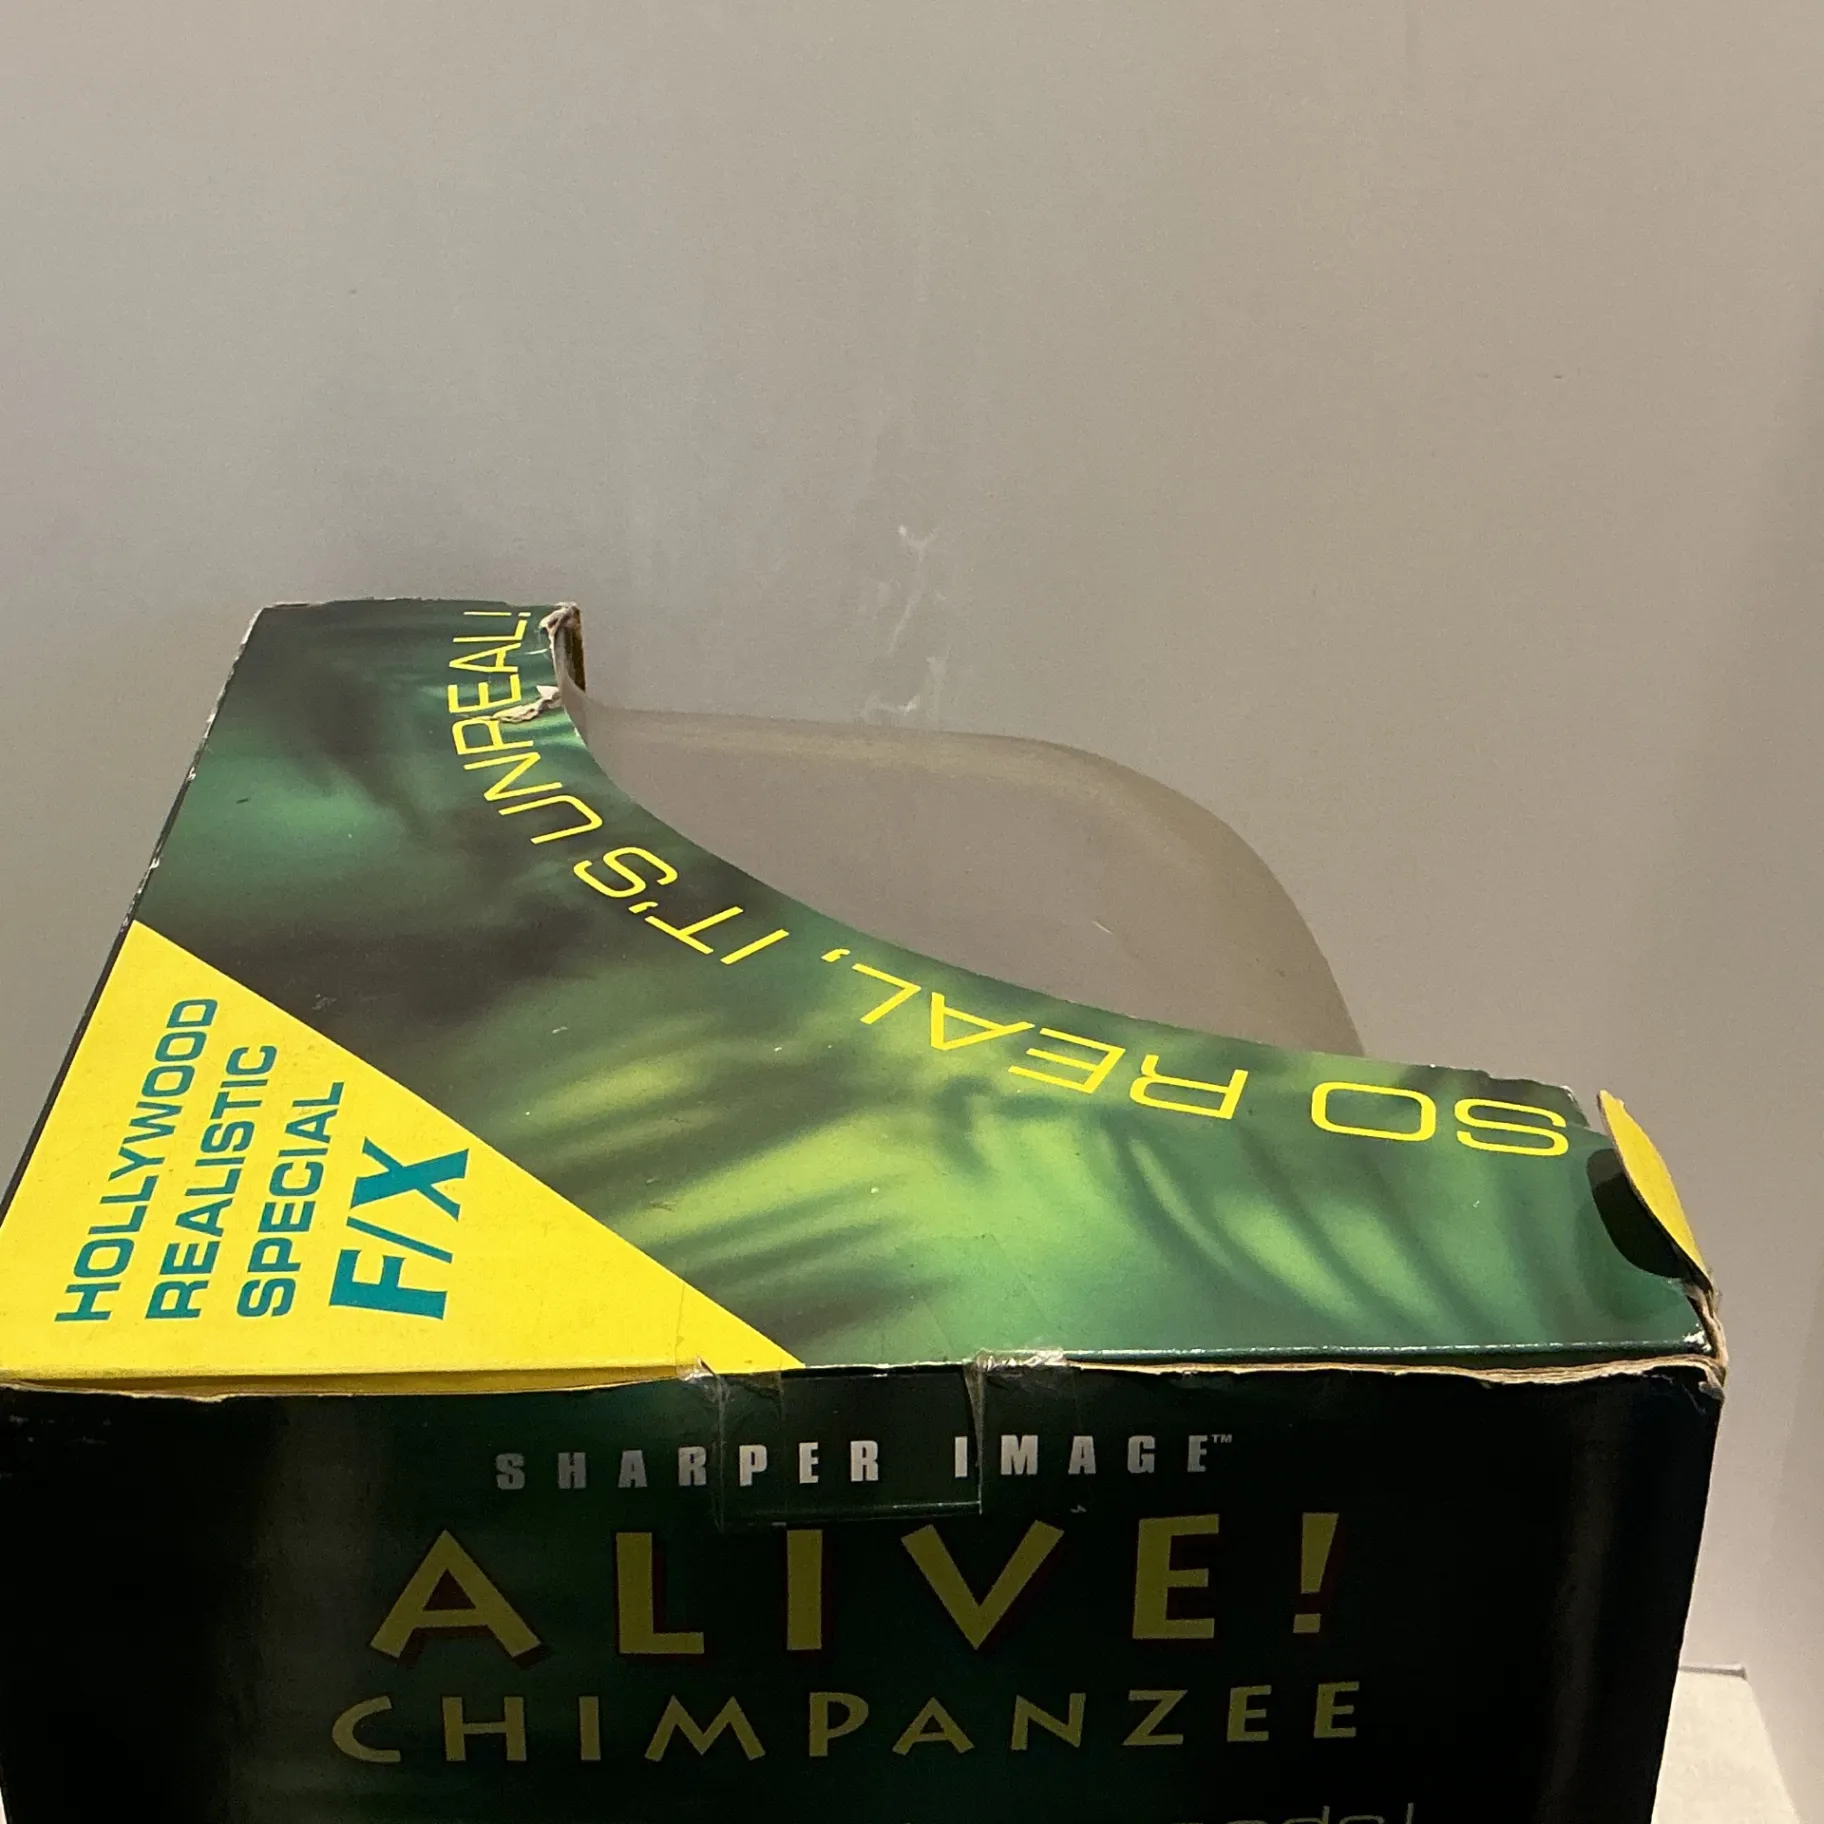 SO REAL, IT'S UNREAL!
HOLLYWOOD
REALISTIC
SPECIAL
F/X
SHARPER IMAGE™
ALIVE!
CHIMPANZEE